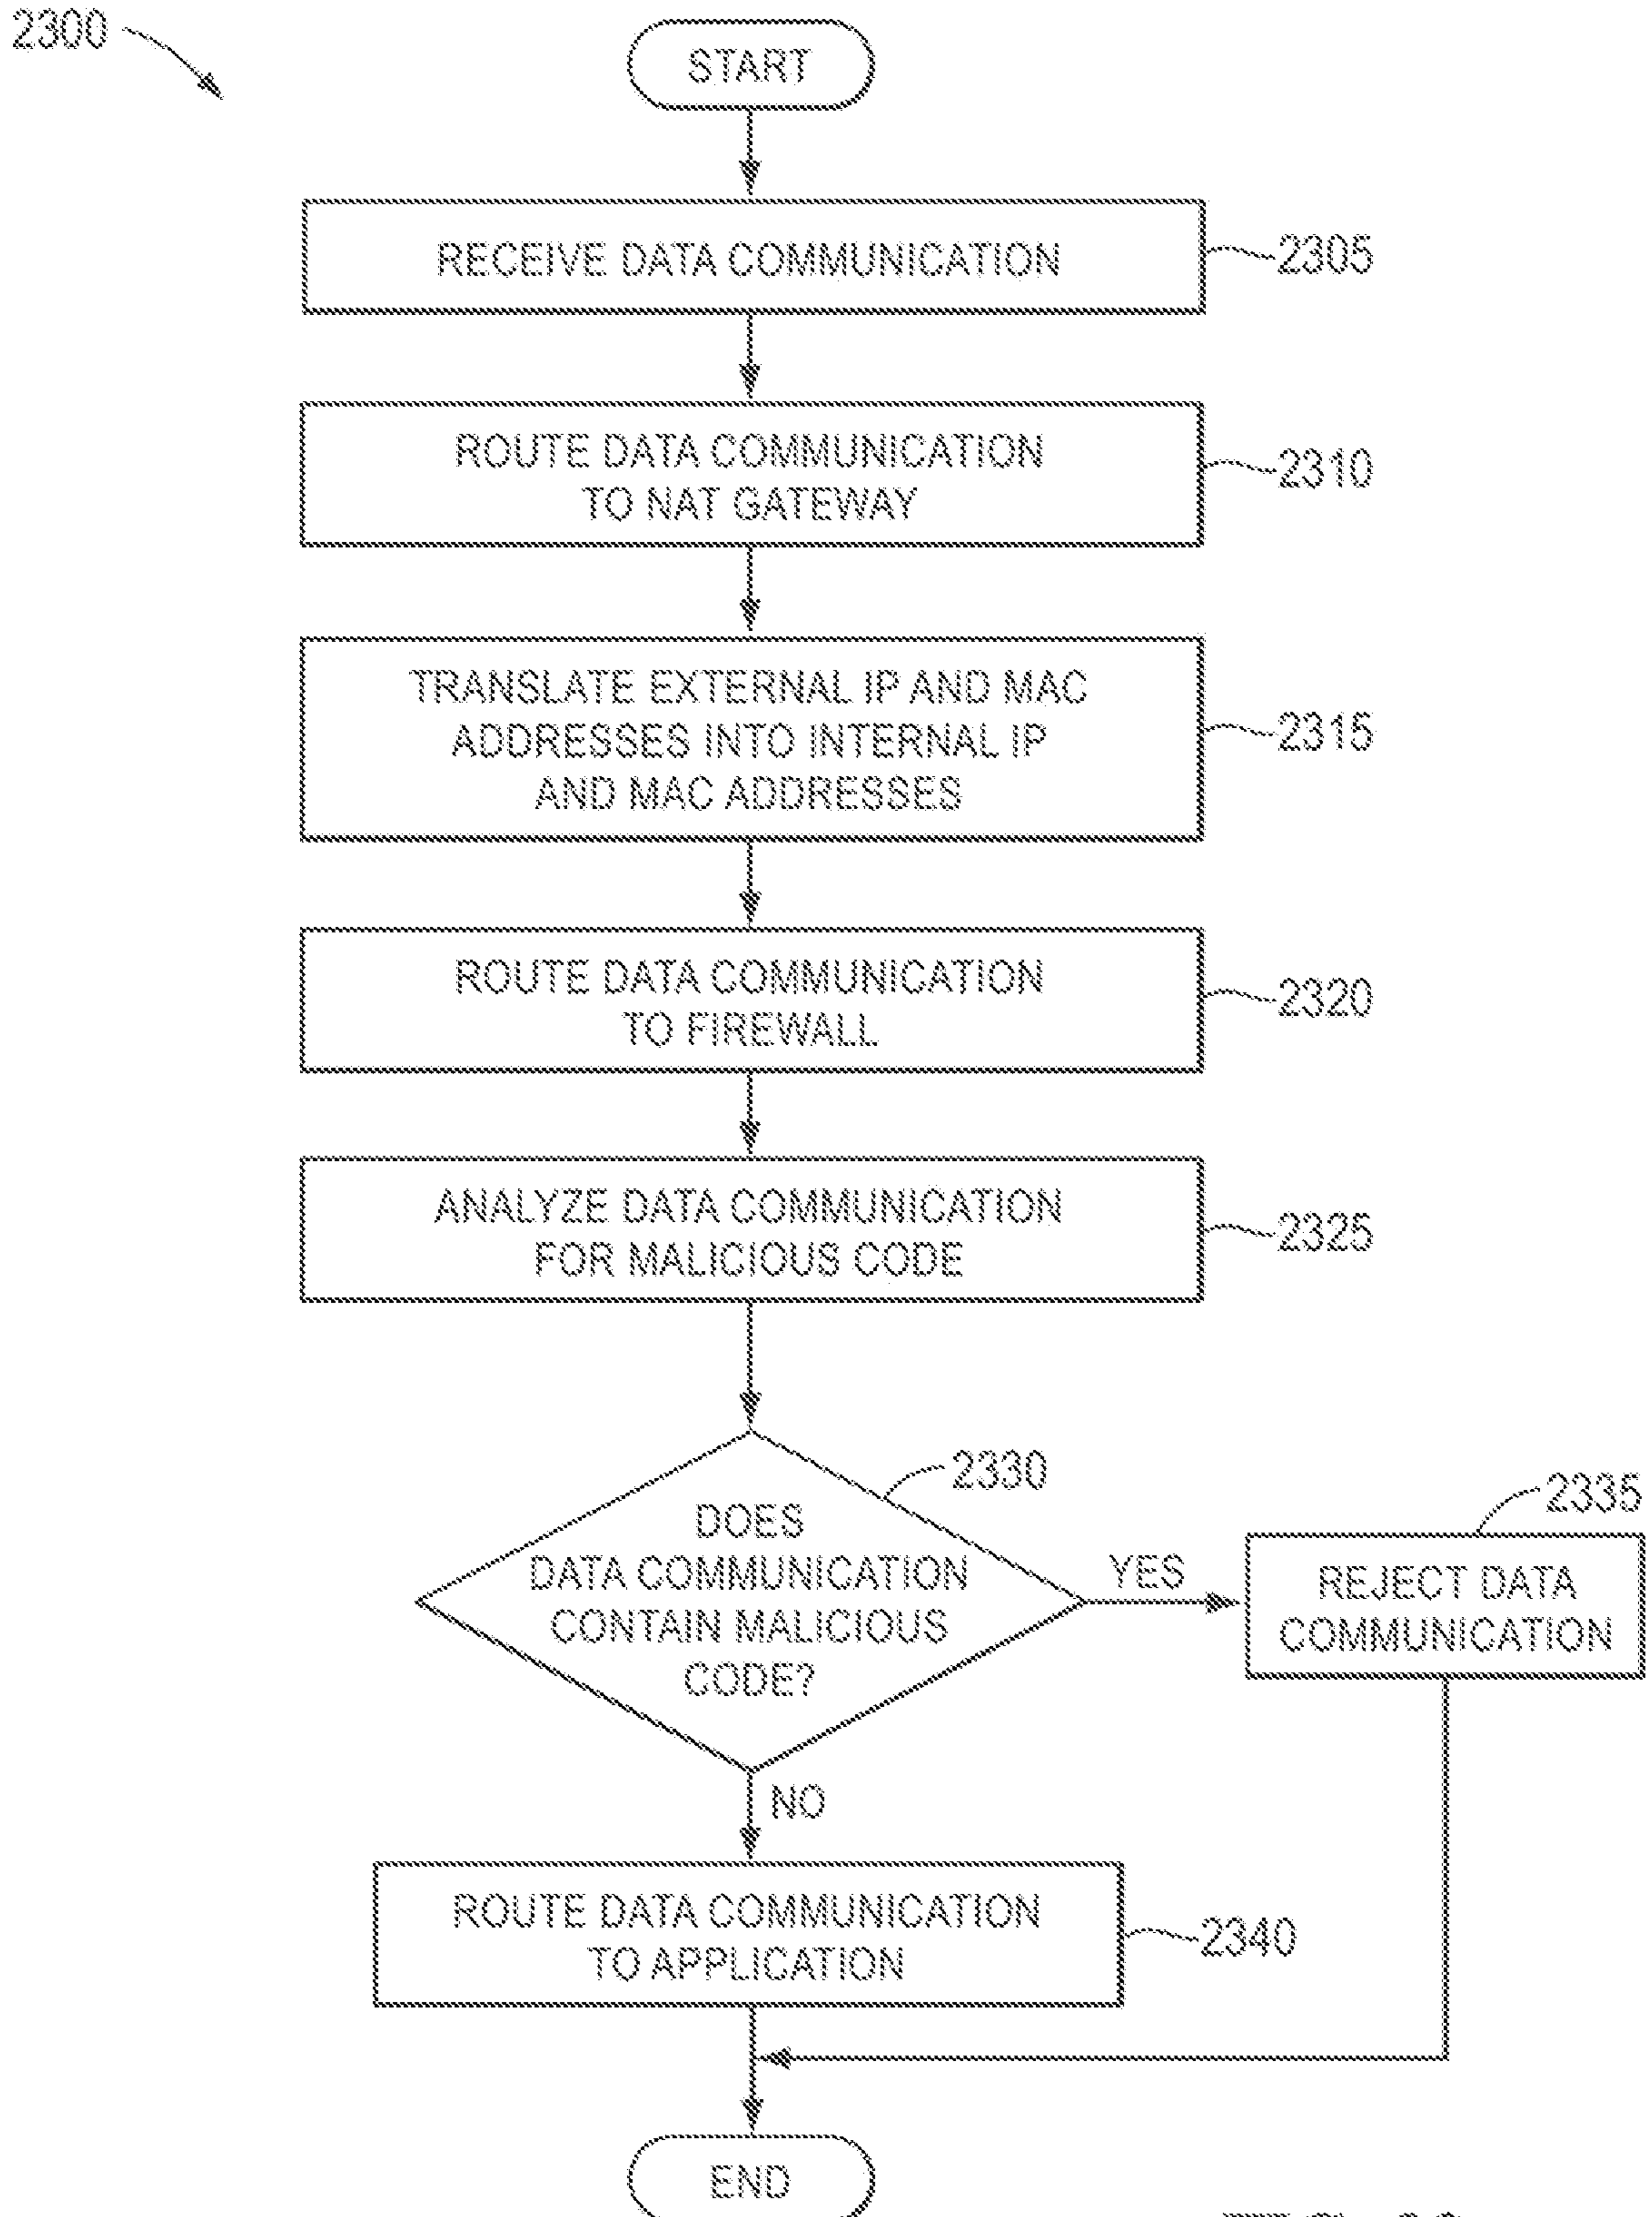 2300
START
RECEIVE DATA COMMUNICATION
2305
ROUTE DATA COMMUNICATION
TO NAT GATEWAY
2310
TRANSLATE EXTERNAL IP AND MAC
ADDRESSES INTO INTERNAL IP
AND MAC ADDRESSES
2315
ROUTE DATA COMMUNICATION
TO FIREWALL
2320
ANALYZE DATA COMMUNICATION
FOR MALICIOUS CODE
2325
2330
DOES
DATA COMMUNICATION
CONTAIN MALICIOUS
CODE?
YES
2335
REJECT DATA
COMMUNICATION
NO
ROUTE DATA COMMUNICATION
TO APPLICATION
2340
END